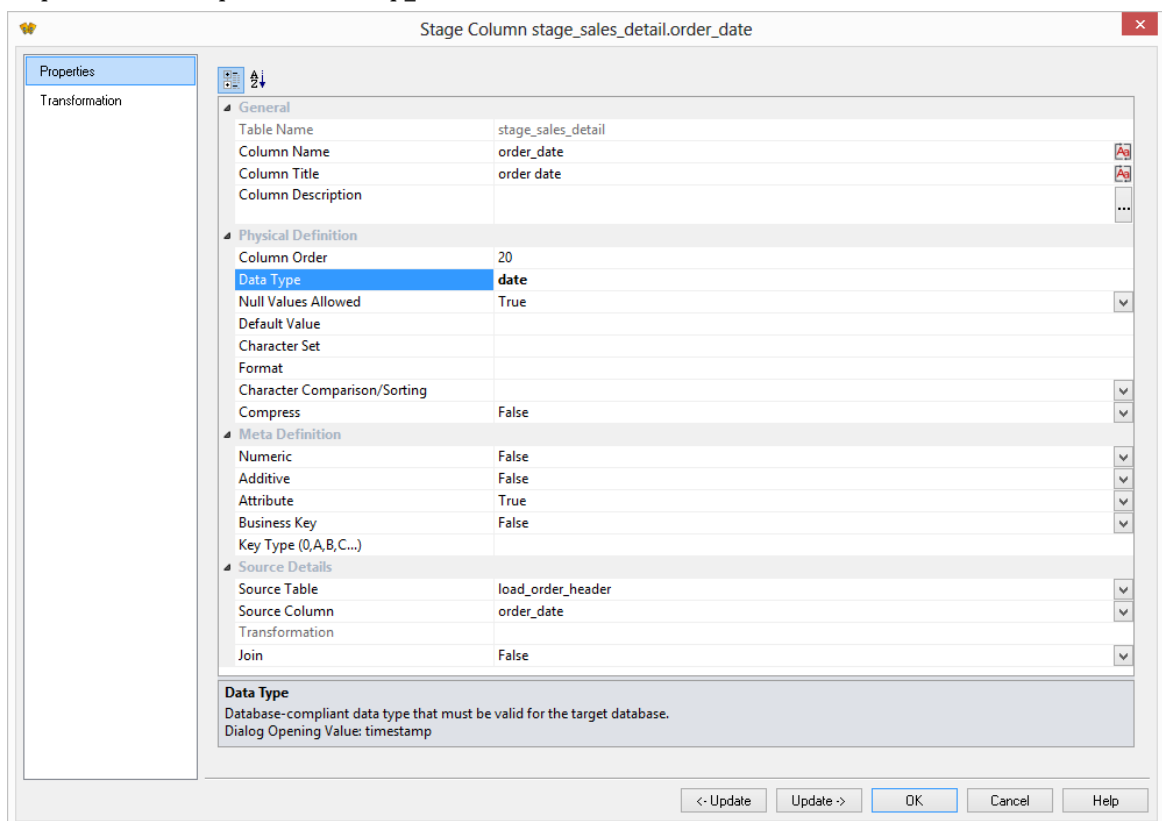 Stage Column stage_sales_detail.order_date
Properties
Transformation
General
Table Name stage_sales_detail
Column Name order_date
Column Title order date
Column Description
...
Physical Definition
Column Order 20
Data Type date
Null Values Allowed True
Default Value
Character Set
Format
Character Comparison/Sorting
Compress False
Meta Definition
Numeric False
Additive False
Attribute True
Business Key False
Key Type (0,A,B,C...)
Source Details
Source Table load_order_header
Source Column order_date
Transformation
Join False
Data Type
Database-compliant data type that must be valid for the target database.
Dialog Opening Value: timestamp
<- Update Update -> OK Cancel Help